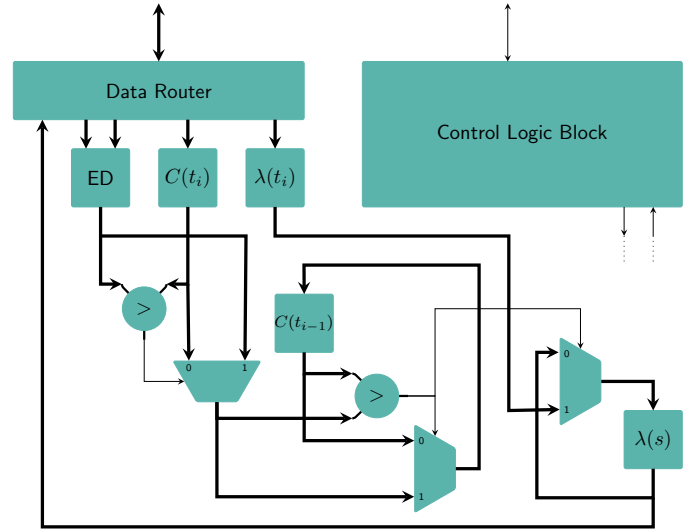 Data Router
Control Logic Block
ED
C(t_i)
λ(t_i)
>
C(t_{i−1})
0
1
>
0
1
0
1
λ(s)